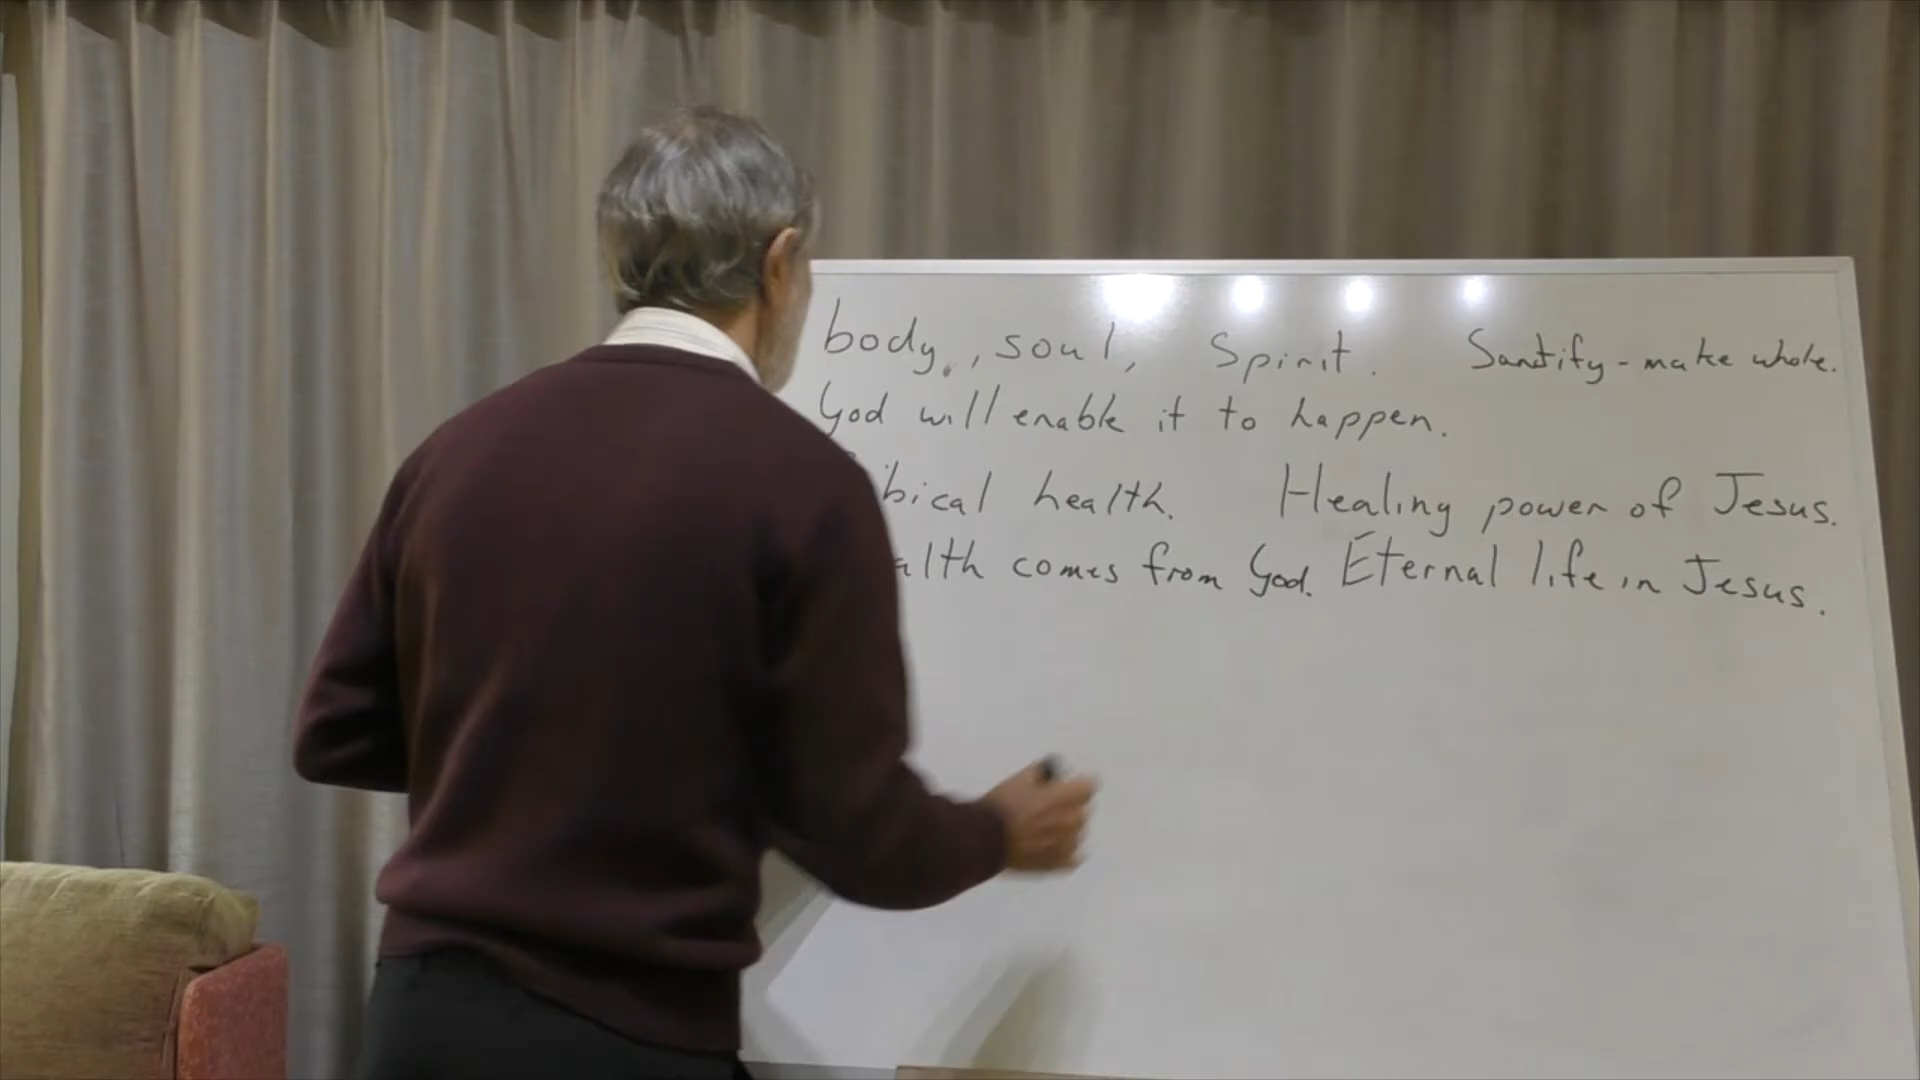 body, soul, Spirit. Santify - make whole.
God will enable it to happen.
bical health. Healing power of Jesus.
alth comes from God. Eternal life in Jesus.